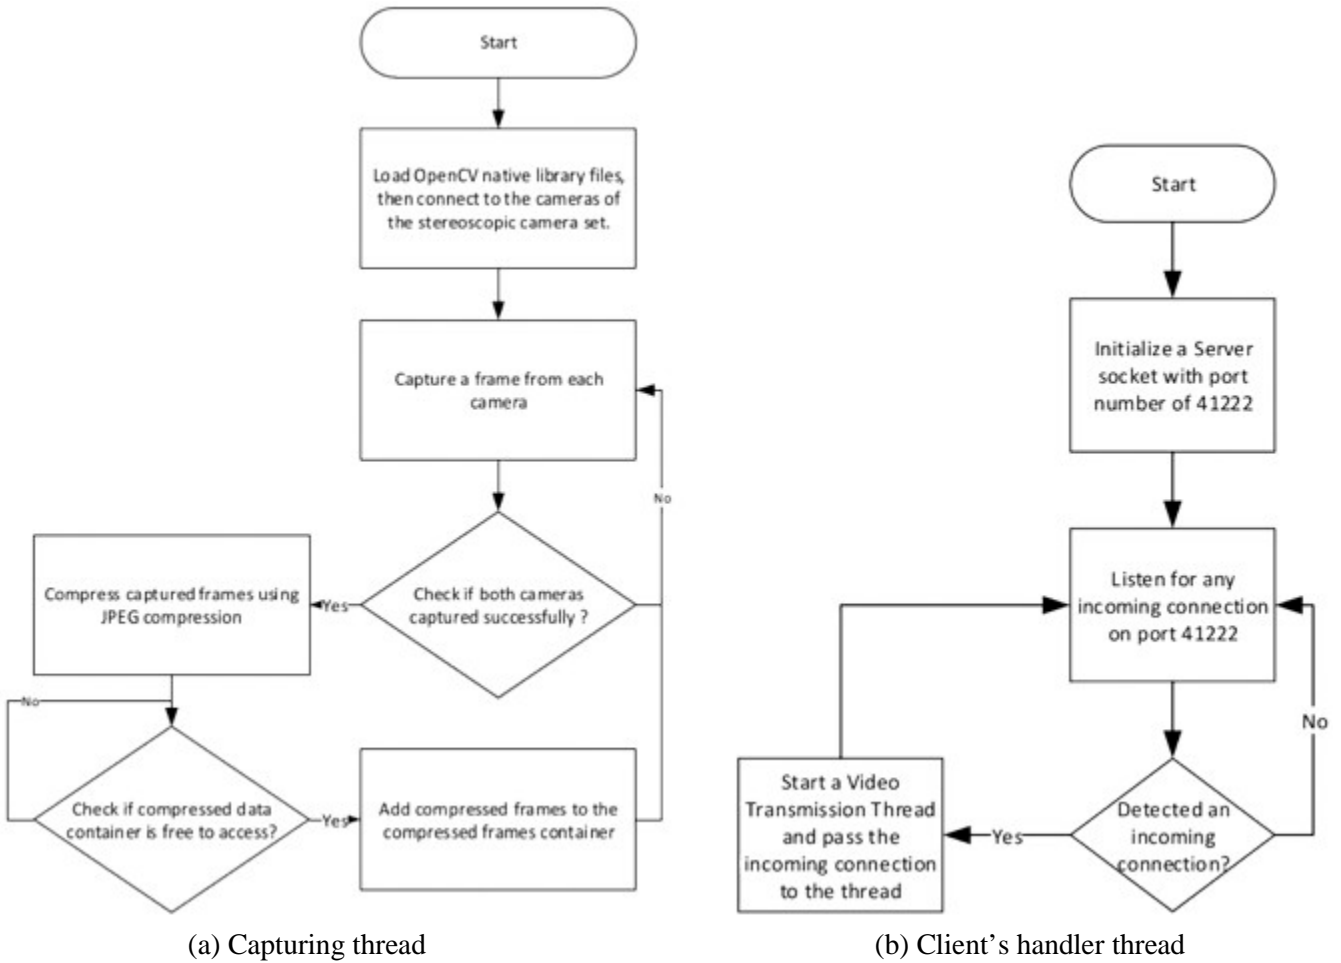 Start
Load OpenCV native library files,
then connect to the cameras of
the stereoscopic camera set.
Capture a frame from each
camera
No
Check if both cameras
captured successfully ?
Yes
Compress captured frames using
JPEG compression
No
Check if compressed data
container is free to access?
Yes
Add compressed frames to the
compressed frames container
(a) Capturing thread
Start
Initialize a Server
socket with port
number of 41222
Listen for any
incoming connection
on port 41222
No
Detected an
incoming
connection?
Yes
Start a Video
Transmission Thread
and pass the
incoming connection
to the thread
(b) Client’s handler thread